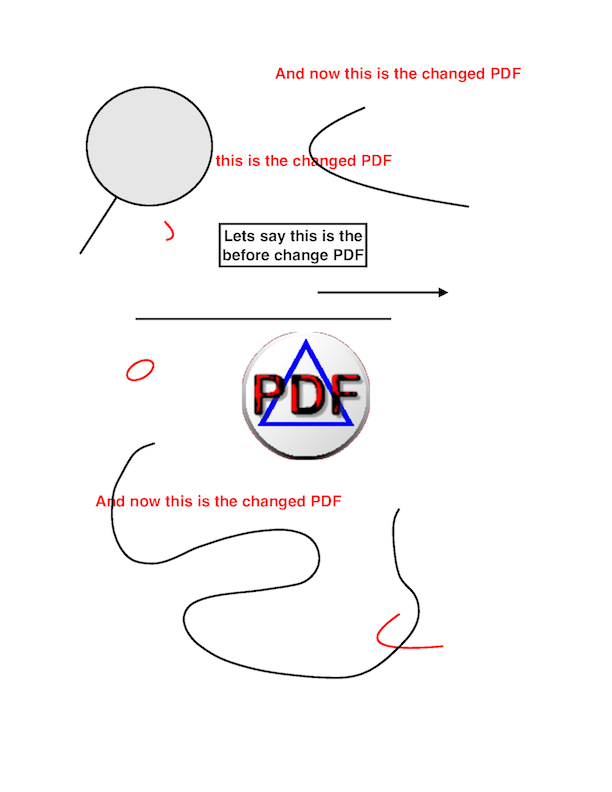 And now this is the changed PDF
this is the changed PDF
Lets say this is the
before change PDF
PDF
And now this is the changed PDF